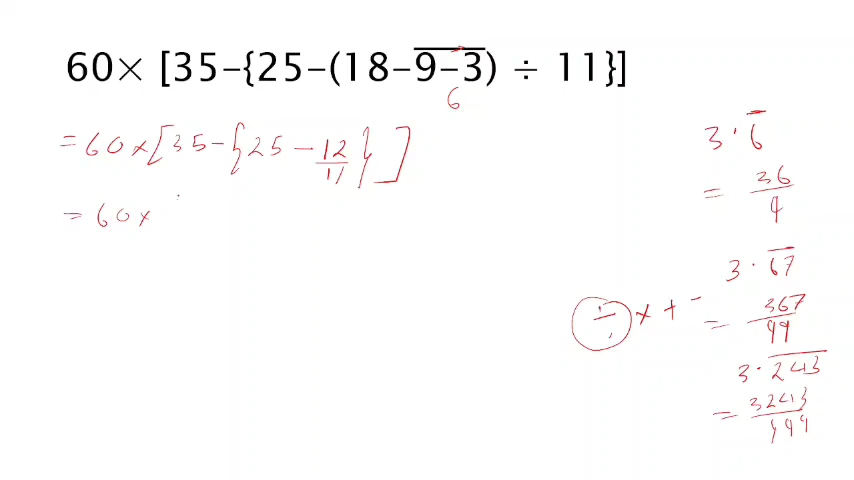 60× [35–{25–(18–9–3) ÷ 11}]
6
= 60 × [35 - {25 - 12/11}]
= 60 ×
÷ × + -
3 . 6
= 36/9
3 . 67
= 367/99
3 . 243
= 3243/999